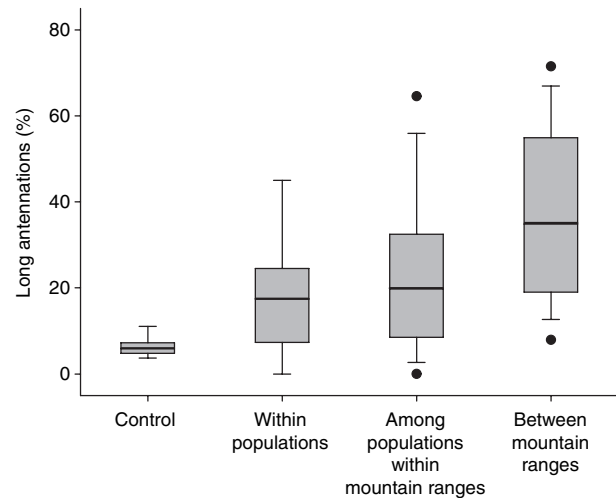 80
60
40
20
0
Long antennations (%)
Control
Within
populations
Among
populations
within
mountain ranges
Between
mountain
ranges